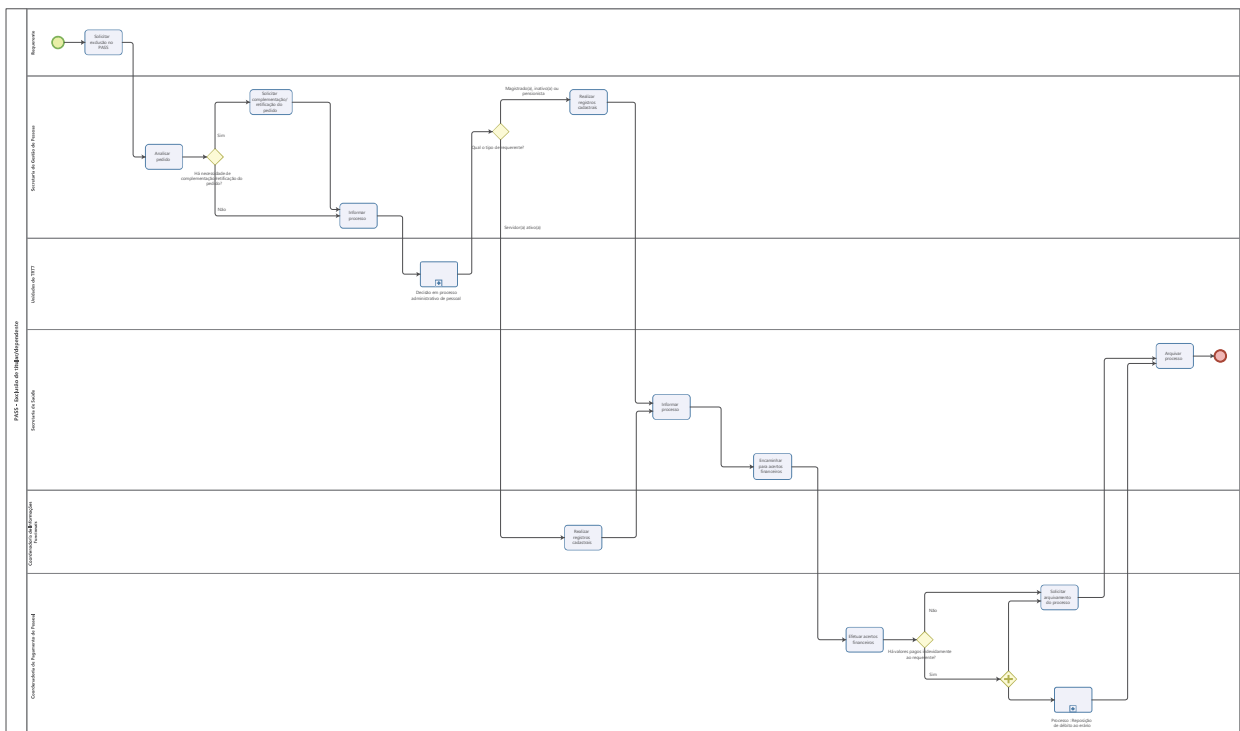 PASS - Exclusão de titular/dependente
Requerente
Solicitar
exclusão no
PASS
Secretaria de Gestão de Pessoas
Solicitar
complementação/
retificação do
pedido
Magistrado(a), inativo(a) ou
pensionista
Realizar
registros
cadastrais
Qual o tipo de requerente?
Sim
Analisar
pedido
Há necessidade de
complementação/retificação do
pedido?
Não
Informar
processo
Servidor(a) ativo(a)
Decisão em processo
administrativo de pessoal
Arquivar
processo
Secretaria de Saúde
Informar
processo
Encaminhar
para acertos
financeiros
Coordenadoria de Informações
Funcionais
Realizar
registros
cadastrais
Coordenadoria de Pagamento de Pessoal
Solicitar
arquivamento
do processo
Não
Efetuar acertos
financeiros
Há valores pagos indevidamente
ao requerente?
Sim
Processo - Reposição
de débito ao erário